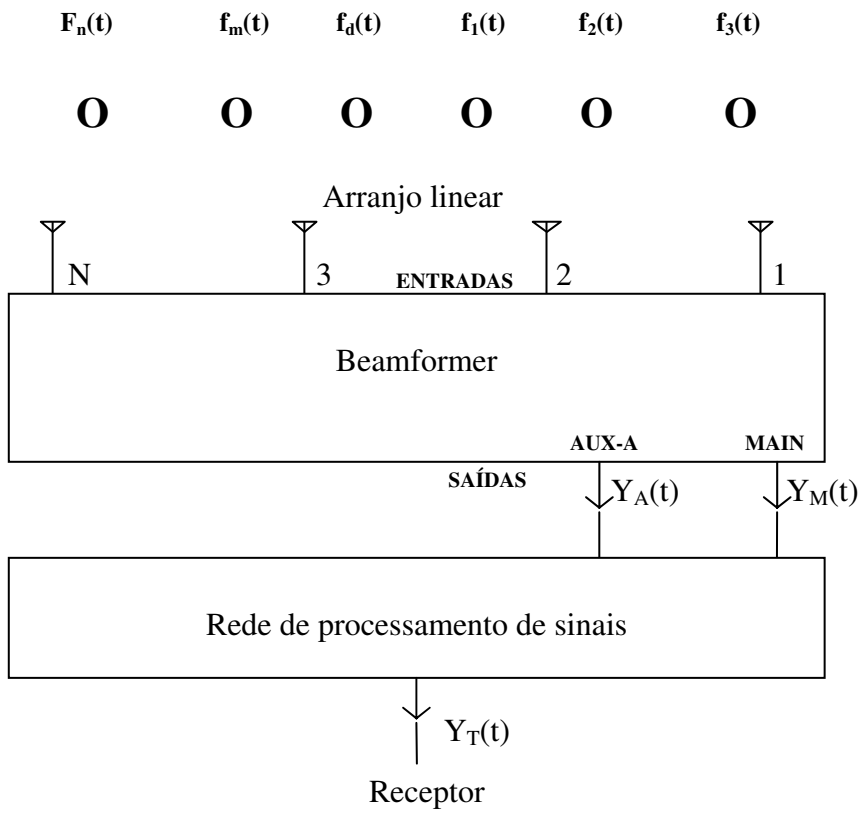 Fn(t) fm(t) fd(t) f1(t) f2(t) f3(t)
O O O O O O
Arranjo linear
N 3 ENTRADAS 2 1
Beamformer
AUX-A MAIN
SAÍDAS YA(t) YM(t)
Rede de processamento de sinais
YT(t)
Receptor